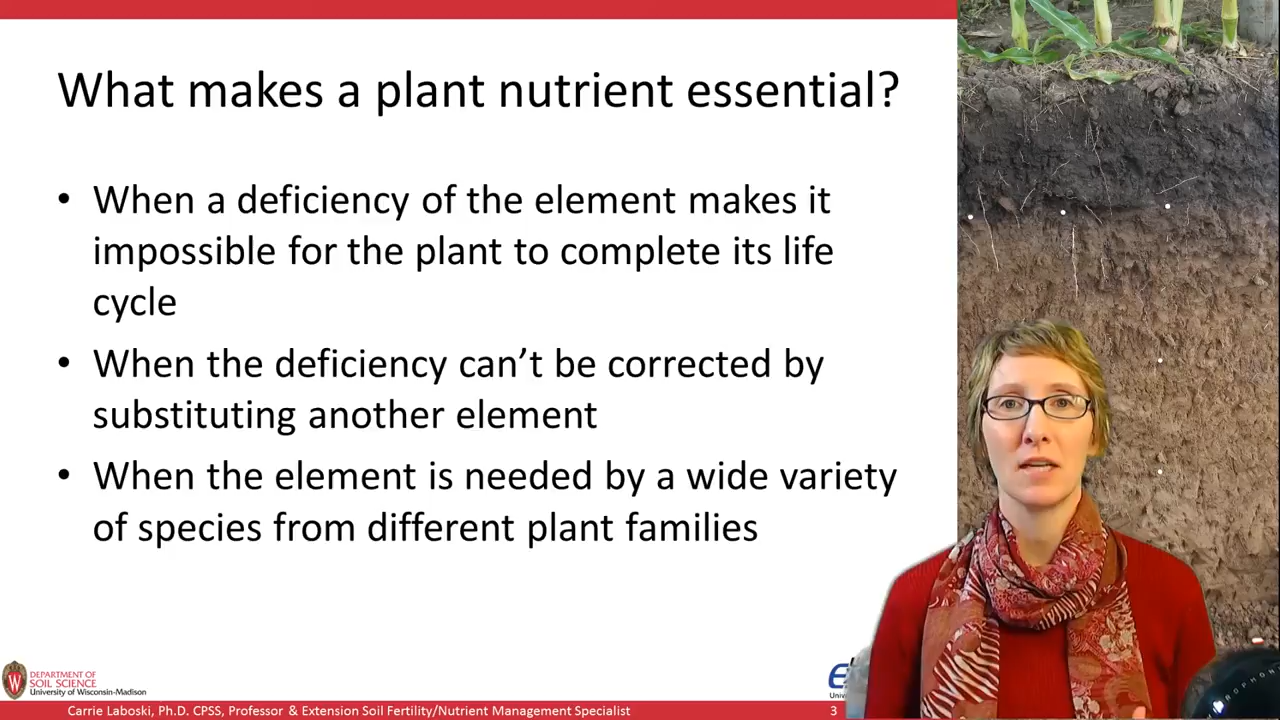 What makes a plant nutrient essential?
• When a deficiency of the element makes it
impossible for the plant to complete its life
cycle
• When the deficiency can’t be corrected by
substituting another element
• When the element is needed by a wide variety
of species from different plant families
DEPARTMENT OF
SOIL SCIENCE
University of Wisconsin-Madison
Carrie Laboski, Ph.D. CPSS, Professor & Extension Soil Fertility/Nutrient Management Specialist
3